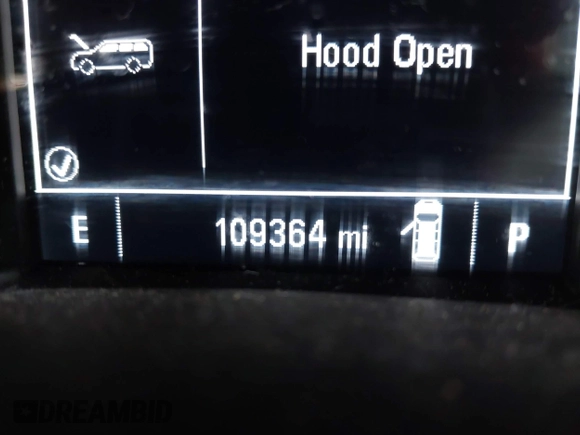 Hood Open
E 109364 mi P
DREAMBID